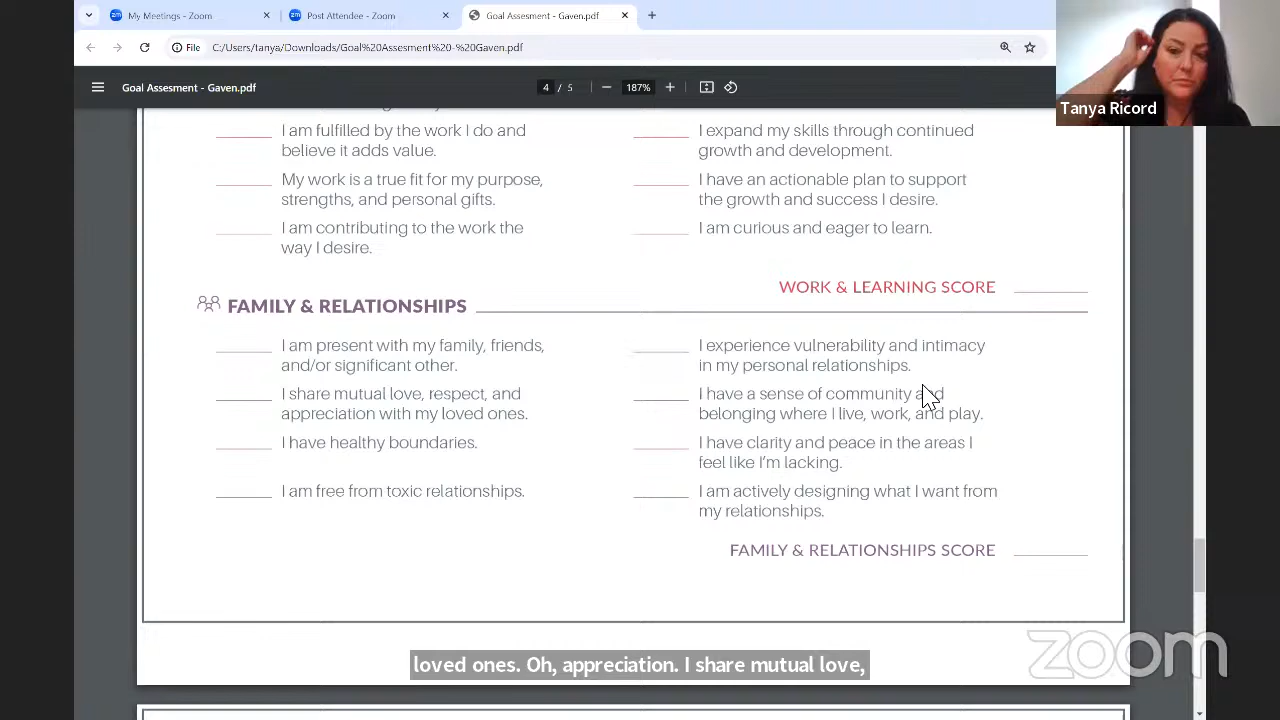 My Meetings - Zoom
Post Attendee - Zoom
Goal Assesment - Gaven.pdf
File
C:/Users/tanya/Downloads/Goal%20Assesment%20-%20Gaven.pdf
Goal Assesment - Gaven.pdf
4 / 5
187%
Tanya Ricord
I am fulfilled by the work I do and
believe it adds value.
My work is a true fit for my purpose,
strengths, and personal gifts.
I am contributing to the work the
way I desire.
I expand my skills through continued
growth and development.
I have an actionable plan to support
the growth and success I desire.
I am curious and eager to learn.
WORK & LEARNING SCORE
FAMILY & RELATIONSHIPS
I am present with my family, friends,
and/or significant other.
I share mutual love, respect, and
appreciation with my loved ones.
I have healthy boundaries.
I am free from toxic relationships.
I experience vulnerability and intimacy
in my personal relationships.
I have a sense of community and
belonging where I live, work, and play.
I have clarity and peace in the areas I
feel like I'm lacking.
I am actively designing what I want from
my relationships.
FAMILY & RELATIONSHIPS SCORE
loved ones. Oh, appreciation. I share mutual love,
zoom